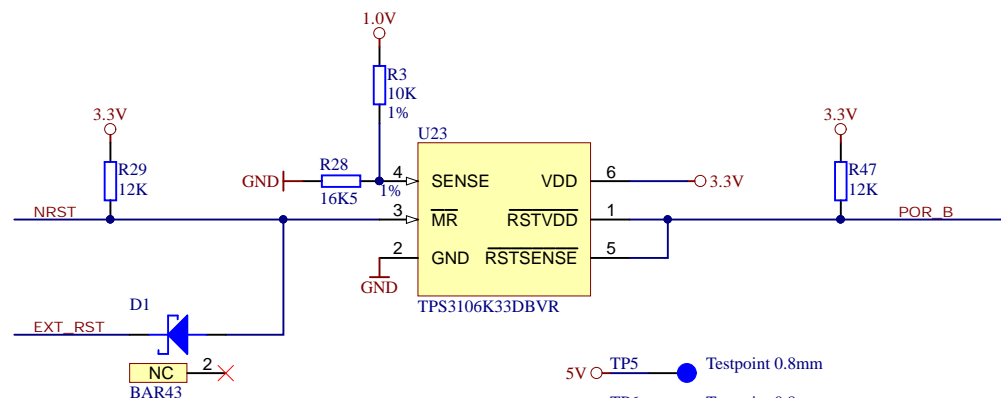 1.0V
R3
10K
1%
3.3V
R29
12K
U23
3.3V
R47
12K
GND
R28
16K5
1%
4
SENSE
VDD
6
3.3V
NRST
3
MR
RSTVDD
1
POR_B
2
GND
RSTSENSE
5
GND
TPS3106K33DBVR
D1
EXT_RST
NC
2
BAR43
5V
TP5
Testpoint 0.8mm